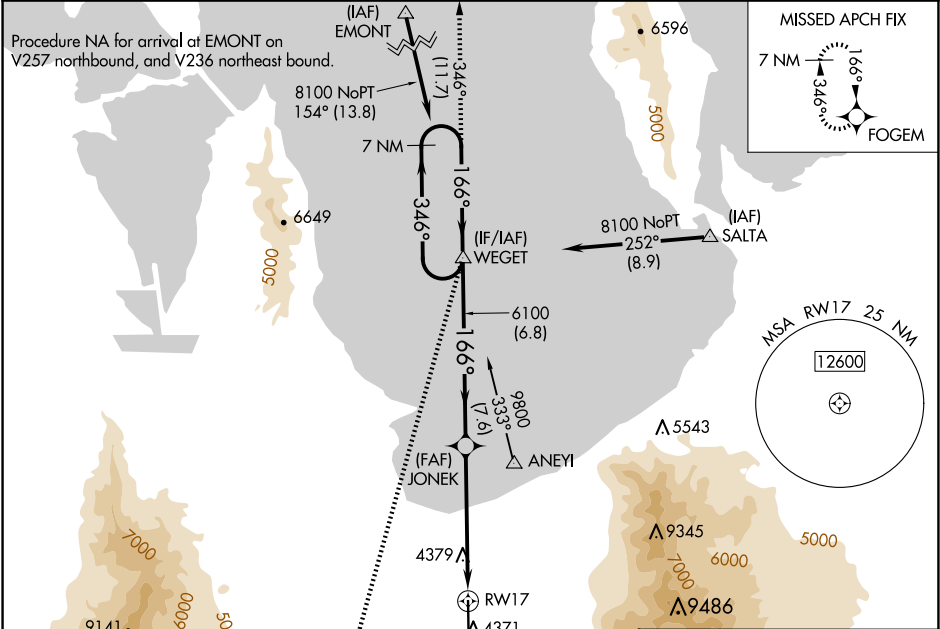 (IAF)
EMONT
Procedure NA for arrival at EMONT on
V257 northbound, and V236 northeast bound.
8100 NoPT
154° (13.8)
346°
(11.7)
7 NM
166°
346°
(IF/IAF)
WEGET
6649
5000
6596
5000
MISSED APCH FIX
7 NM
166°
346°
FOGEM
8100 NoPT
252°
(8.9)
(IAF)
SALTA
6100
(6.8)
166°
9800
333°
(7.6)
(FAF)
JONEK
ANEYI
MSA RW17 25 NM
12600
5543
9345
5000
6000
7000
9486
4379
RW17
4371
7000
6000
9141